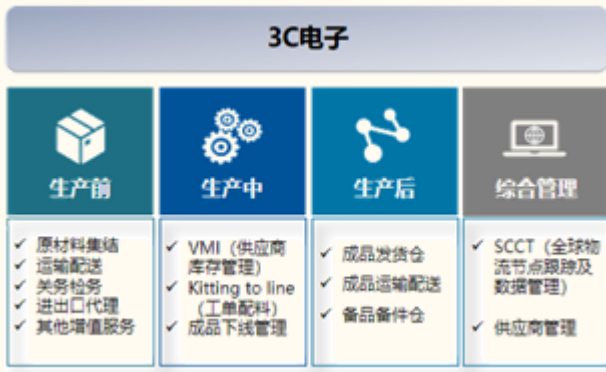 3C电子
生产前
原材料集结
运输配送
关务检务
进出口代理
其他增值服务
生产中
VMI（供应商
库存管理）
Kitting to line
（工单配料）
成品下线管理
生产后
成品发货仓
成品运输配送
备品备件仓
综合管理
SCCT（全球物
流节点跟踪及
数据管理）
供应商管理